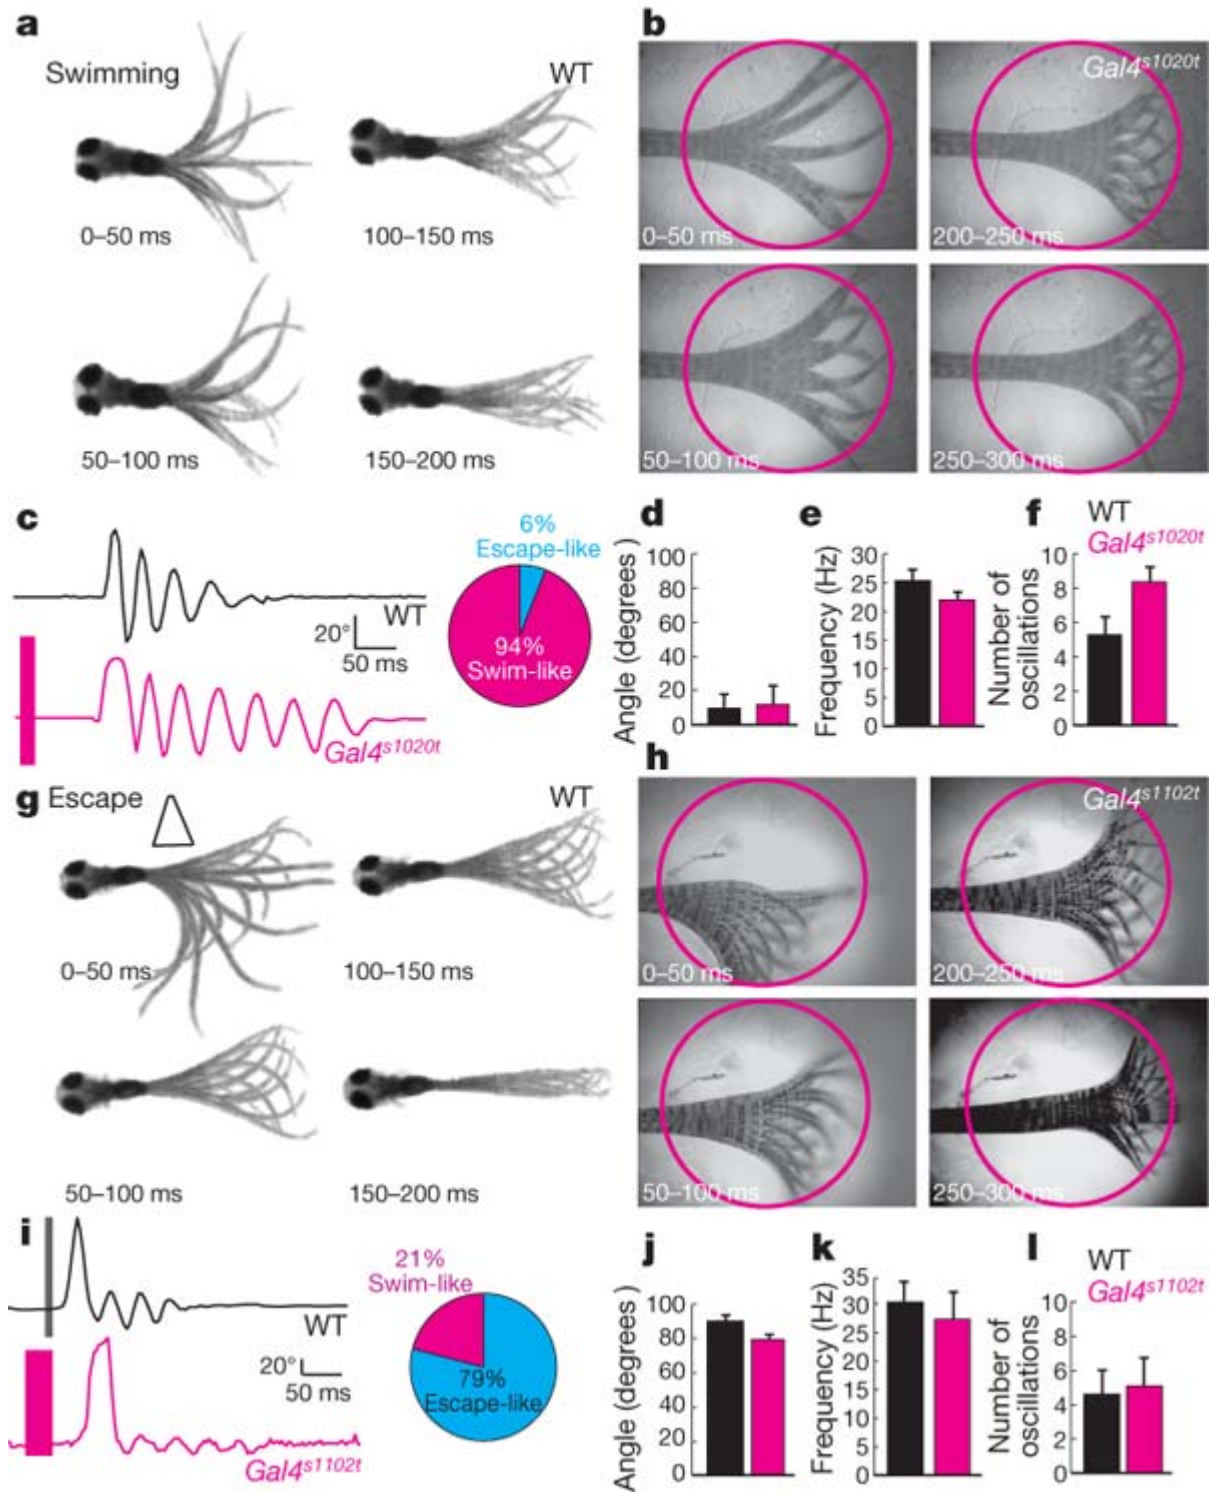 a
Swimming
WT
0–50 ms
100–150 ms
50–100 ms
150–200 ms
b
Gal4s1020t
0–50 ms
200–250 ms
50–100 ms
250–300 ms
c
WT
20°
50 ms
Gal4s1020t
6%
Escape-like
94%
Swim-like
d
Angle (degrees)
100
80
60
40
20
0
e
Frequency (Hz)
30
25
20
15
10
5
0
f
WT
Gal4s1020t
Number of
oscillations
10
8
6
4
2
0
g
Escape
WT
0–50 ms
100–150 ms
50–100 ms
150–200 ms
h
Gal4s1102t
0–50 ms
200–250 ms
50–100 ms
250–300 ms
i
WT
20°
50 ms
Gal4s1102t
21%
Swim-like
79%
Escape-like
j
Angle (degrees)
100
80
60
40
20
0
k
Frequency (Hz)
35
30
25
20
15
10
5
0
l
WT
Gal4s1102t
Number of
oscillations
10
8
6
4
2
0